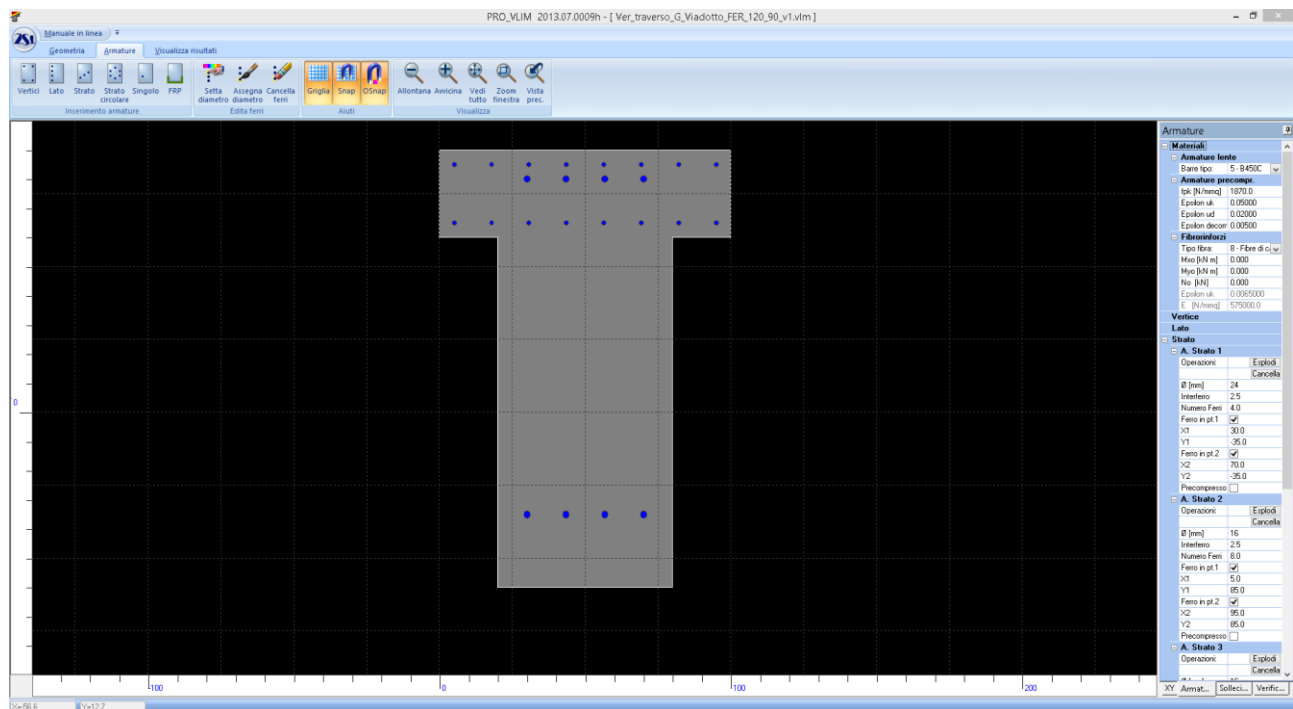 PRO_VLIM 2013.07.0009h - [ Ver_traverso_G_Viadotto_FER_120_90_v1.vlm ]
2SI
Manuale in linea
Geometria Armature Visualizza risultati
Vertici Lato Strato Strato circolare Singolo FRP
Setta diametro Assegna diametro Cancella ferri
Griglia Snap OSnap
Allontana Avvicina Vedi tutto Zoom finestra Vista prec.
Inserimento armature Edita ferri Aiuti Visualizza
Armature
Materiali
Armature lente
Barre tipo: 5 - B450C
Armature precompr.
fpk [N/mmq] 1870.0
Epsilon uk 0.05000
Epsilon ud 0.02000
Epsilon decom 0.00500
Fibrorinforzi
Tipo fibra: 8 - Fibre di c
Mxo [kN m] 0.000
Myo [kN m] 0.000
No [kN] 0.000
Epsilon uk 0.0065000
E [N/mmq] 575000.0
Vertice
Lato
Strato
A. Strato 1
Operazioni: Esplodi
Cancella
Ø [mm] 24
Interferro 2.5
Numero Ferri 4.0
Ferro in pt.1
X1 30.0
Y1 -35.0
Ferro in pt.2
X2 70.0
Y2 -35.0
Precompresso
A. Strato 2
Operazioni: Esplodi
Cancella
Ø [mm] 16
Interferro 2.5
Numero Ferri 8.0
Ferro in pt.1
X1 5.0
Y1 85.0
Ferro in pt.2
X2 95.0
Y2 85.0
Precompresso
A. Strato 3
Operazioni: Esplodi
Cancella
0
-100 0 100 200
XY Armat... Solleci... Verific...
X=56.6 Y=12.7